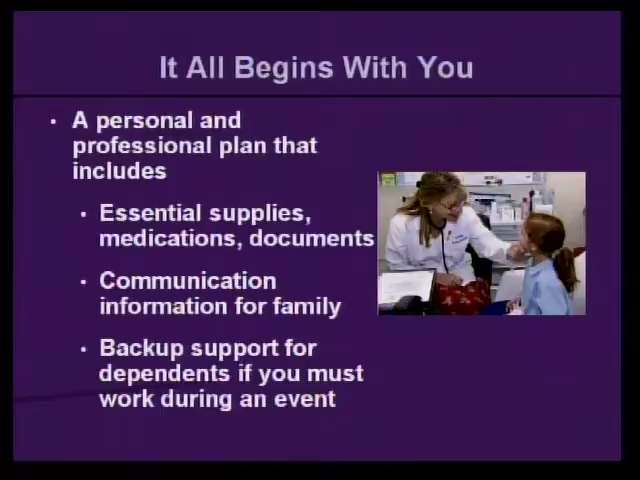 It All Begins With You
• A personal and
professional plan that
includes
• Essential supplies,
medications, documents
• Communication
information for family
• Backup support for
dependents if you must
work during an event